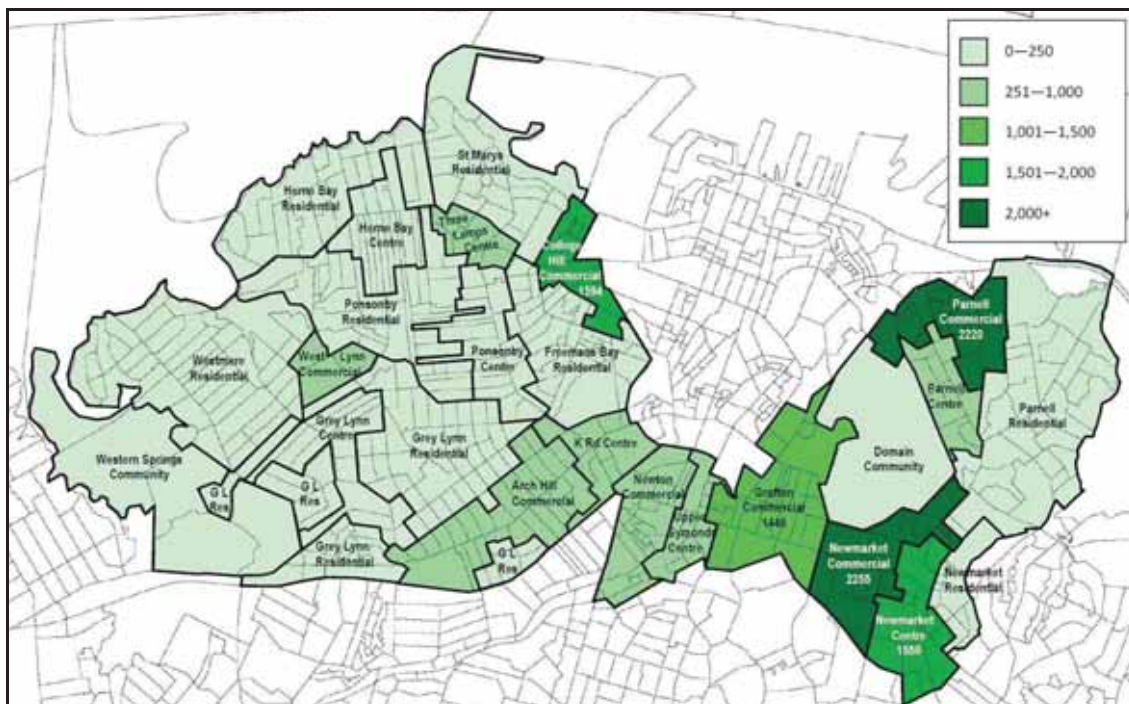 0—250
251—1,000
1,001—1,500
1,501—2,000
2,000+
St Marys
Residential
Herne Bay
Residential
Herne Bay
Centre
Three
Lamps Centre
College
Hill
Commercial
1594
Parnell
Commercial
2220
Ponsonby
Residential
Westmere
Residential
West Lynn
Commercial
Ponsonby
Centre
Freemans Bay
Residential
Parnell
Centre
Parnell
Residential
Grey Lynn
Centre
Grey Lynn
Residential
K Rd Centre
Domain
Community
Western Springs
Community
G L
Res
G L
Res
Arch Hill
Commercial
Newton
Commercial
Grafton
Commercial
Upper
Symonds
Centre
Grey Lynn
Residential
G L
Res
Newmarket
Commercial
2255
Newmarket
Residential
Newmarket
Centre